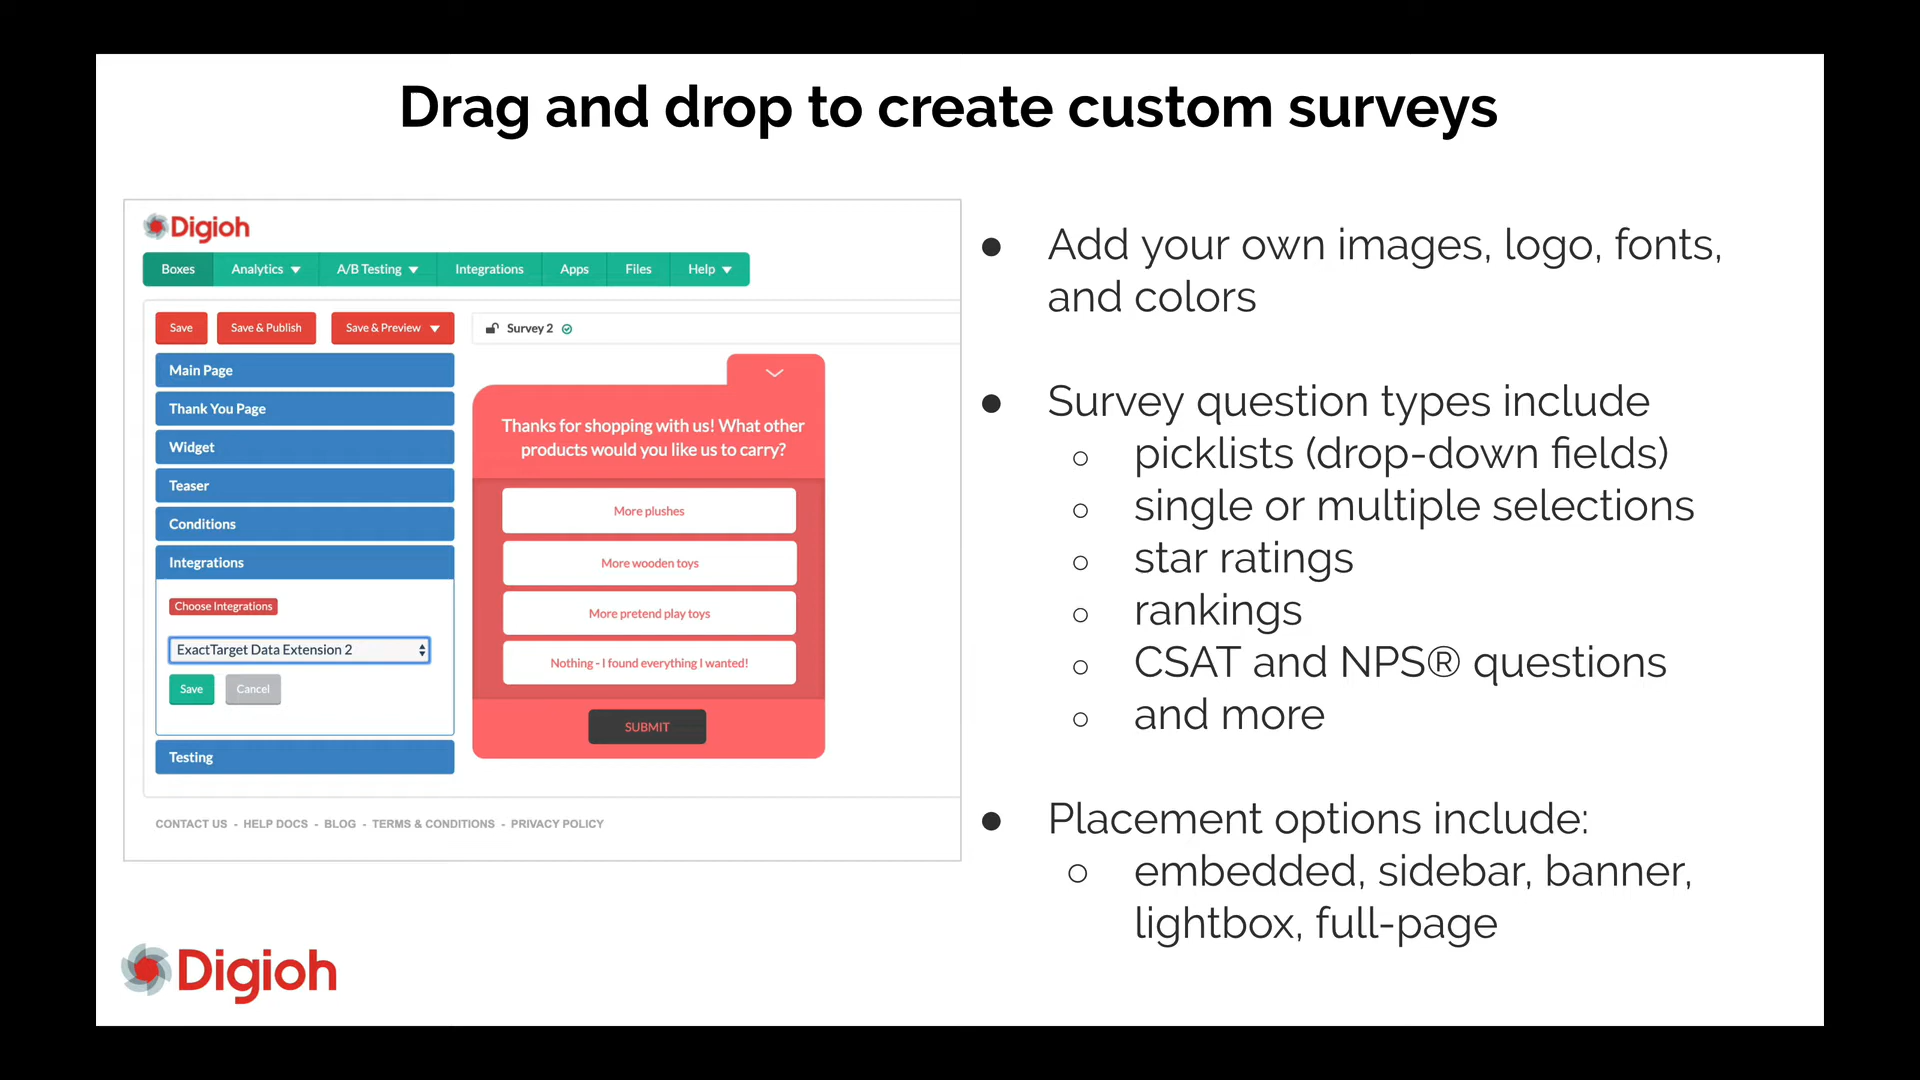 Drag and drop to create custom surveys
Digioh
Boxes Analytics A/B Testing Integrations Apps Files Help
Save Save & Publish Save & Preview Survey 2
Main Page
Thank You Page
Widget
Teaser
Conditions
Integrations
Choose Integrations
ExactTarget Data Extension 2
Save Cancel
Testing
Thanks for shopping with us! What other
products would you like us to carry?
More plushes
More wooden toys
More pretend play toys
Nothing - I found everything I wanted!
SUBMIT
CONTACT US - HELP DOCS - BLOG - TERMS & CONDITIONS - PRIVACY POLICY
● Add your own images, logo, fonts,
and colors
● Survey question types include
○ picklists (drop-down fields)
○ single or multiple selections
○ star ratings
○ rankings
○ CSAT and NPS® questions
○ and more
● Placement options include:
○ embedded, sidebar, banner,
lightbox, full-page
Digioh